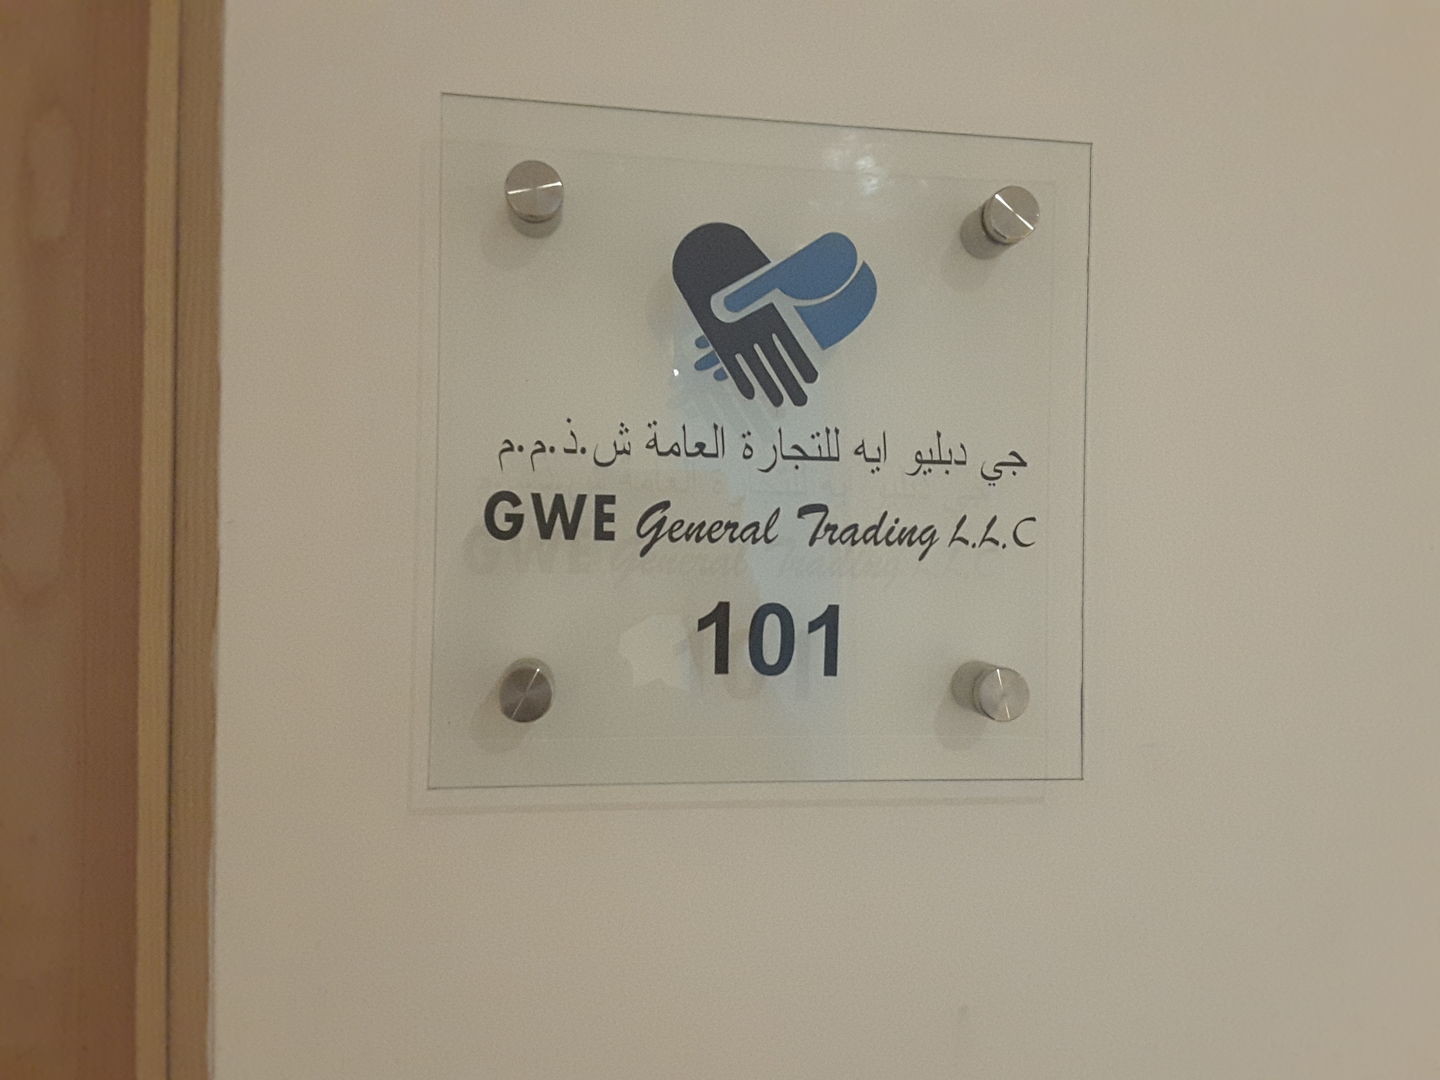 جي دبليو ايه للتجارة العامة ش.ذ.م.م
GWE General Trading L.L.C
101